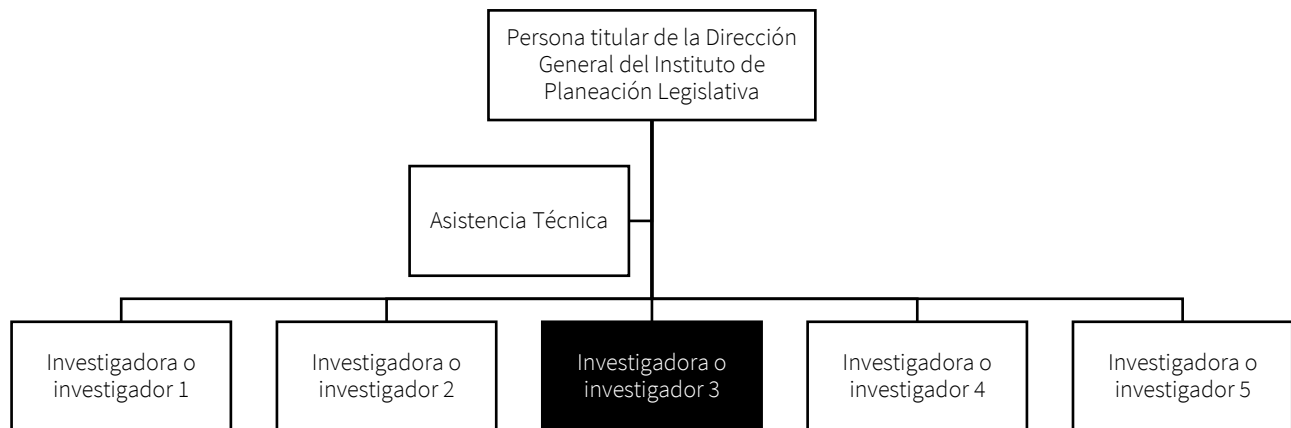 Persona titular de la Dirección
General del Instituto de
Planeación Legislativa
Asistencia Técnica
Investigadora o
investigador 1
Investigadora o
investigador 2
Investigadora o
investigador 3
Investigadora o
investigador 4
Investigadora o
investigador 5